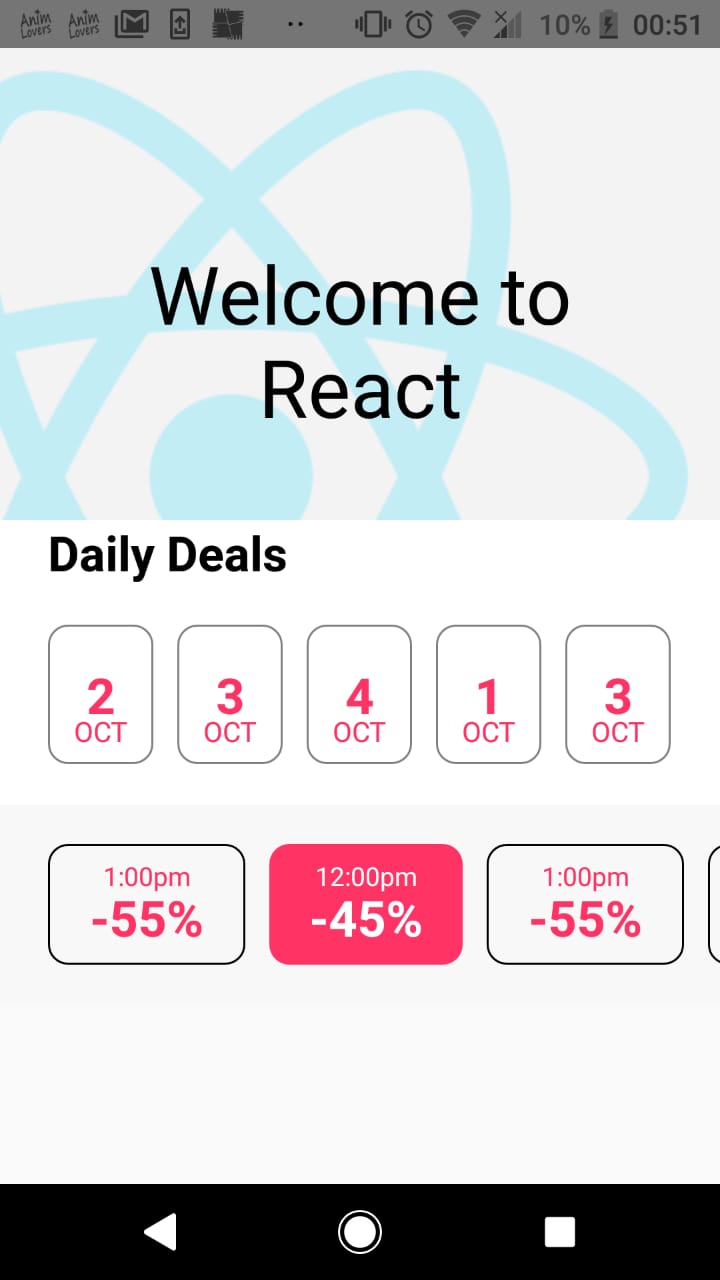 Anim Lovers Anim Lovers 10% 00:51
Welcome to
React
Daily Deals
2 3 4 1 3
OCT OCT OCT OCT OCT
1:00pm 12:00pm 1:00pm
-55% -45% -55%